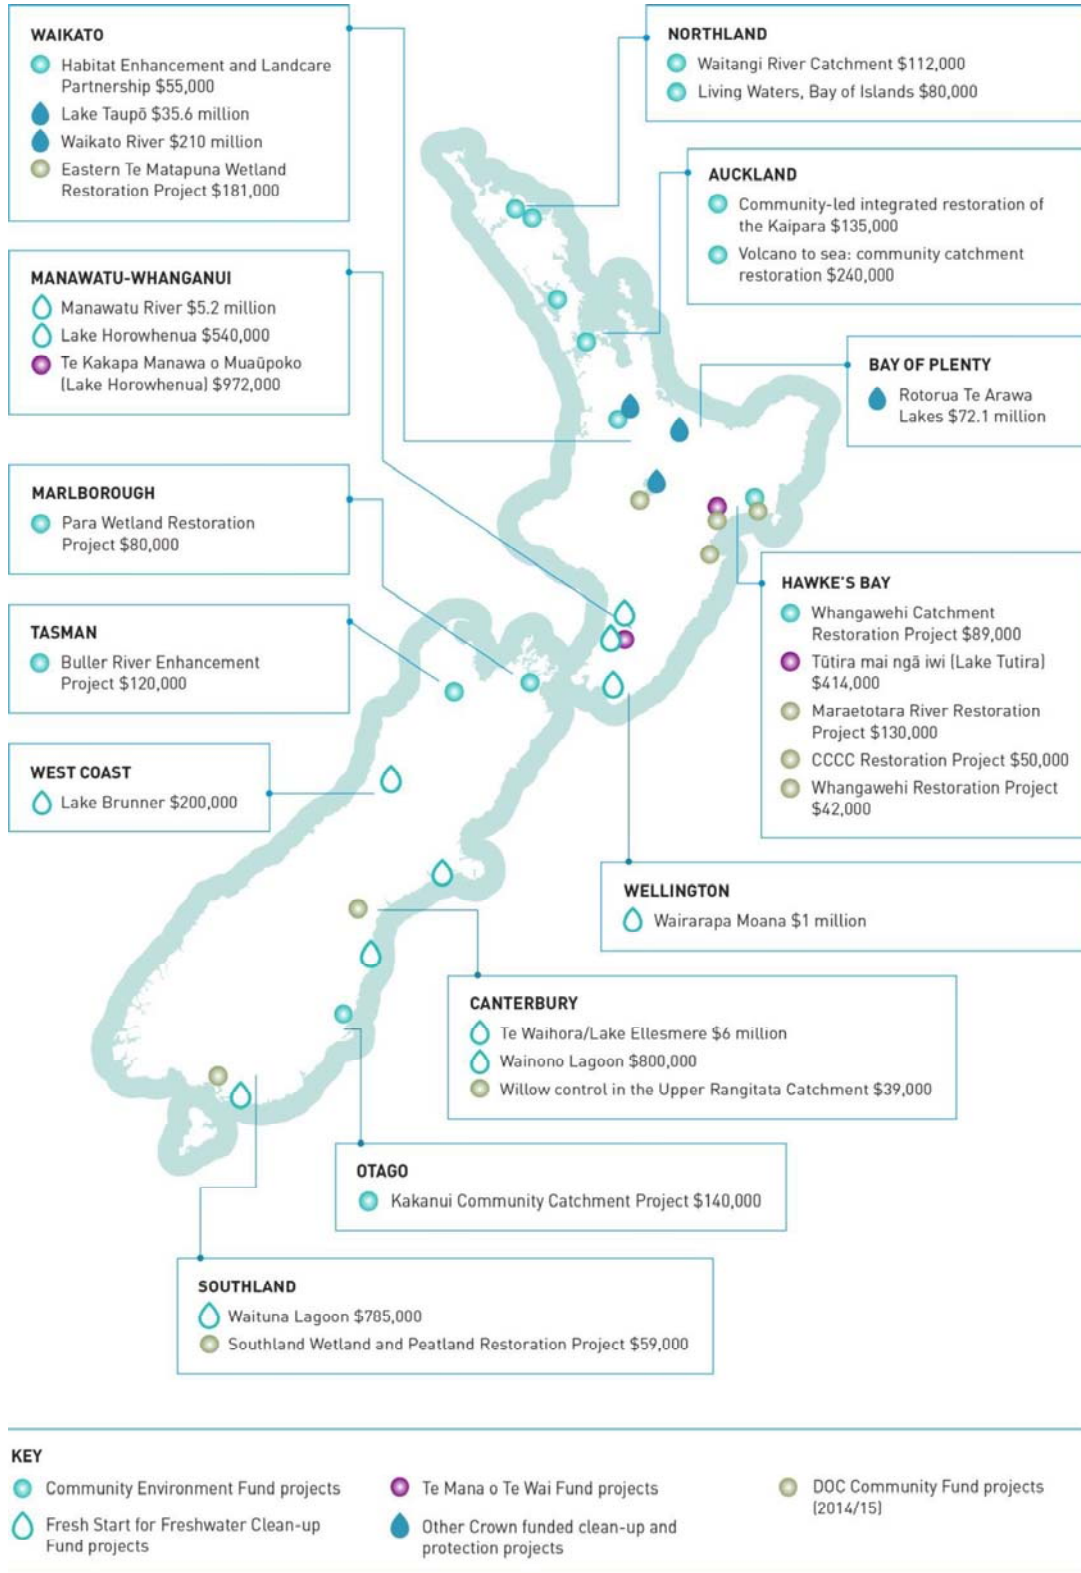 WAIKATO
Habitat Enhancement and Landcare
Partnership $55,000
Lake Taupō $35.6 million
Waikato River $210 million
Eastern Te Matapuna Wetland
Restoration Project $181,000
NORTHLAND
Waitangi River Catchment $112,000
Living Waters, Bay of Islands $80,000
AUCKLAND
Community-led integrated restoration of
the Kaipara $135,000
Volcano to sea: community catchment
restoration $240,000
MANAWATU-WHANGANUI
Manawatu River $5.2 million
Lake Horowhenua $540,000
Te Kakapa Manawa o Muaūpoko
(Lake Horowhenua) $972,000
BAY OF PLENTY
Rotorua Te Arawa
Lakes $72.1 million
MARLBOROUGH
Para Wetland Restoration
Project $80,000
HAWKE'S BAY
Whangawehi Catchment
Restoration Project $89,000
Tūtira mai ngā iwi (Lake Tutira)
$414,000
Maraetotara River Restoration
Project $130,000
CCCC Restoration Project $50,000
Whangawehi Restoration Project
$42,000
TASMAN
Buller River Enhancement
Project $120,000
WEST COAST
Lake Brunner $200,000
WELLINGTON
Wairarapa Moana $1 million
CANTERBURY
Te Waihora/Lake Ellesmere $6 million
Wainono Lagoon $800,000
Willow control in the Upper Rangitata Catchment $39,000
OTAGO
Kakanui Community Catchment Project $140,000
SOUTHLAND
Waituna Lagoon $785,000
Southland Wetland and Peatland Restoration Project $59,000
KEY
Community Environment Fund projects
Fresh Start for Freshwater Clean-up
Fund projects
Te Mana o Te Wai Fund projects
Other Crown funded clean-up and
protection projects
DOC Community Fund projects
(2014/15)